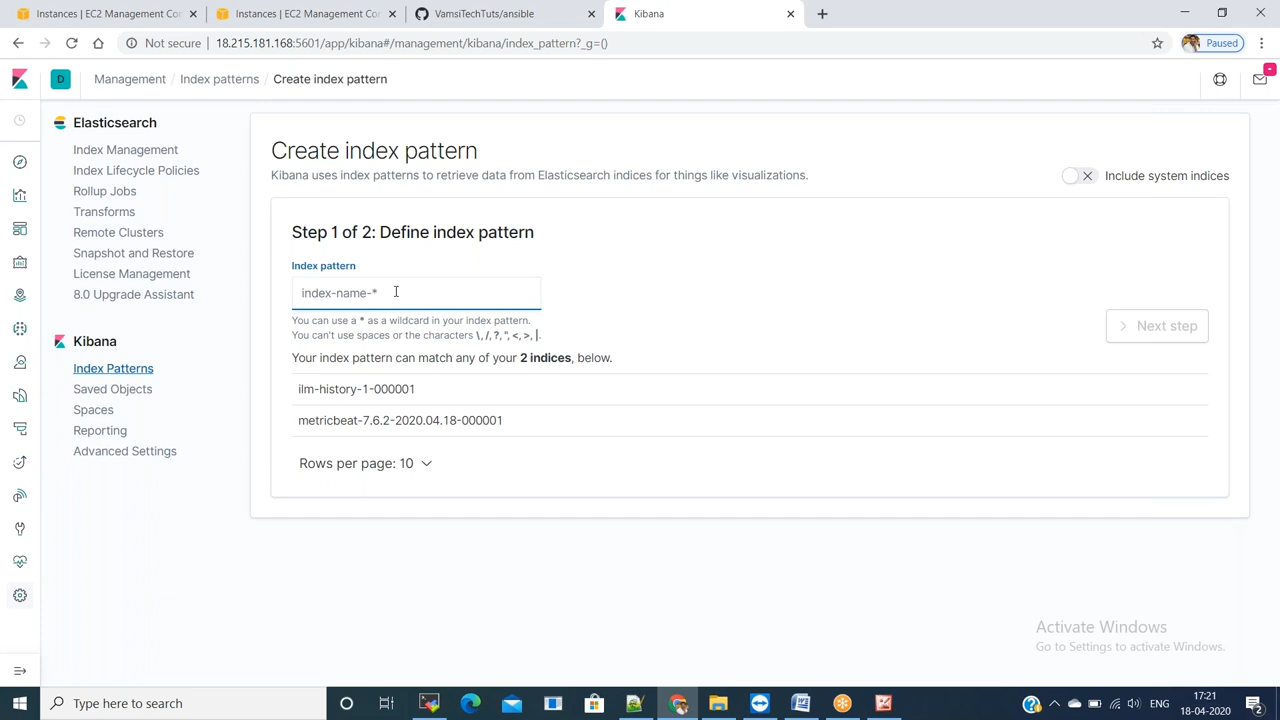 Instances | EC2 Management Con
Instances | EC2 Management Con
VamsiTechTuts/ansible
Kibana
Not secure
18.215.181.168:5601/app/kibana#/management/kibana/index_pattern?_g=()
Paused
D
Management / Index patterns / Create index pattern
Elasticsearch
Index Management
Index Lifecycle Policies
Rollup Jobs
Transforms
Remote Clusters
Snapshot and Restore
License Management
8.0 Upgrade Assistant
Kibana
Index Patterns
Saved Objects
Spaces
Reporting
Advanced Settings
Create index pattern
Kibana uses index patterns to retrieve data from Elasticsearch indices for things like visualizations.
Include system indices
Step 1 of 2: Define index pattern
Index pattern
index-name-*
You can use a * as a wildcard in your index pattern.
You can't use spaces or the characters \, /, ?, ", <, >, |.
Next step
Your index pattern can match any of your 2 indices, below.
ilm-history-1-000001
metricbeat-7.6.2-2020.04.18-000001
Rows per page: 10
Activate Windows
Go to Settings to activate Windows.
Type here to search
ENG
17:21
18-04-2020
2